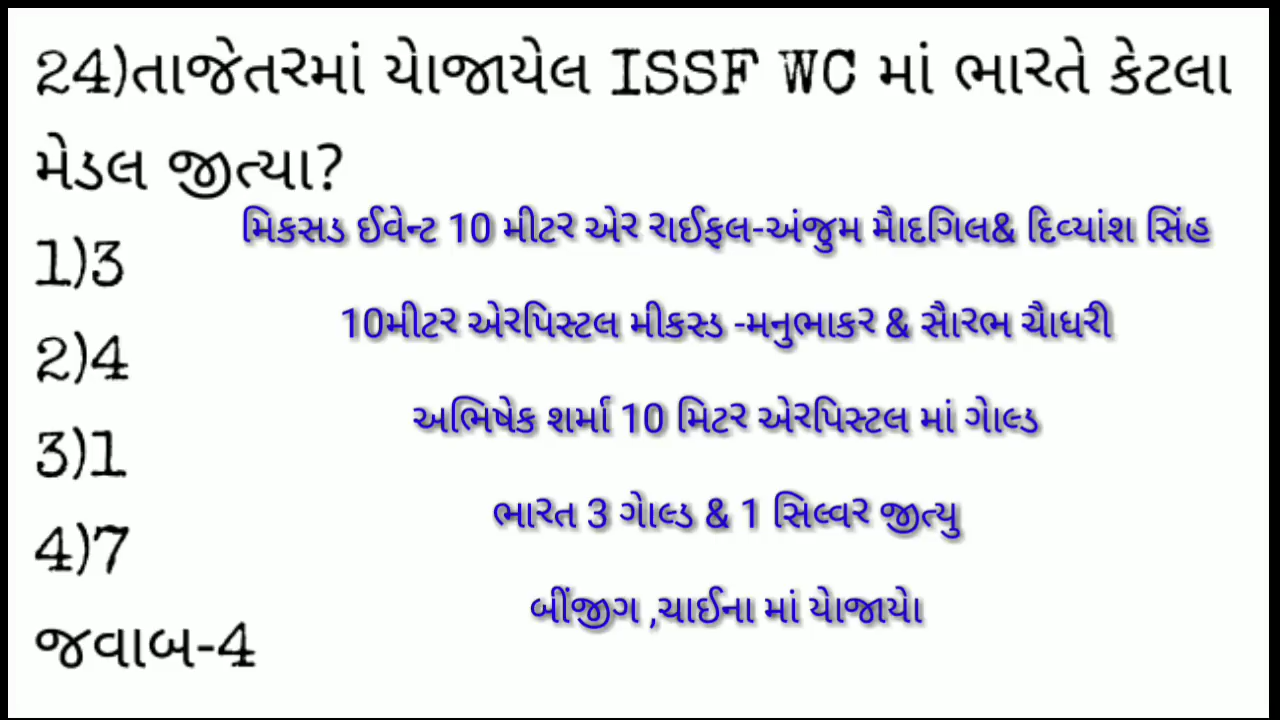 24)તાજેતરમાં યોજાયેલ ISSF WC માં ભારતે કેટલા
મેડલ જીત્યા?
મિકસડ ઈવેન્ટ 10 મીટર એર રાઈફલ-અંજુમ મૌદગિલ& દિવ્યાંશ સિંહ
1)3
10મીટર એરપિસ્ટલ મીકસ્ડ -મનુભાકર & સૌરભ ચૌધરી
2)4
અભિષેક શર્મા 10 મિટર એરપિસ્ટલ માં ગોલ્ડ
3)1
ભારત 3 ગોલ્ડ & 1 સિલ્વર જીત્યુ
4)7
બીંજીગ ,ચાઈના માં યોજાયો
જવાબ-4